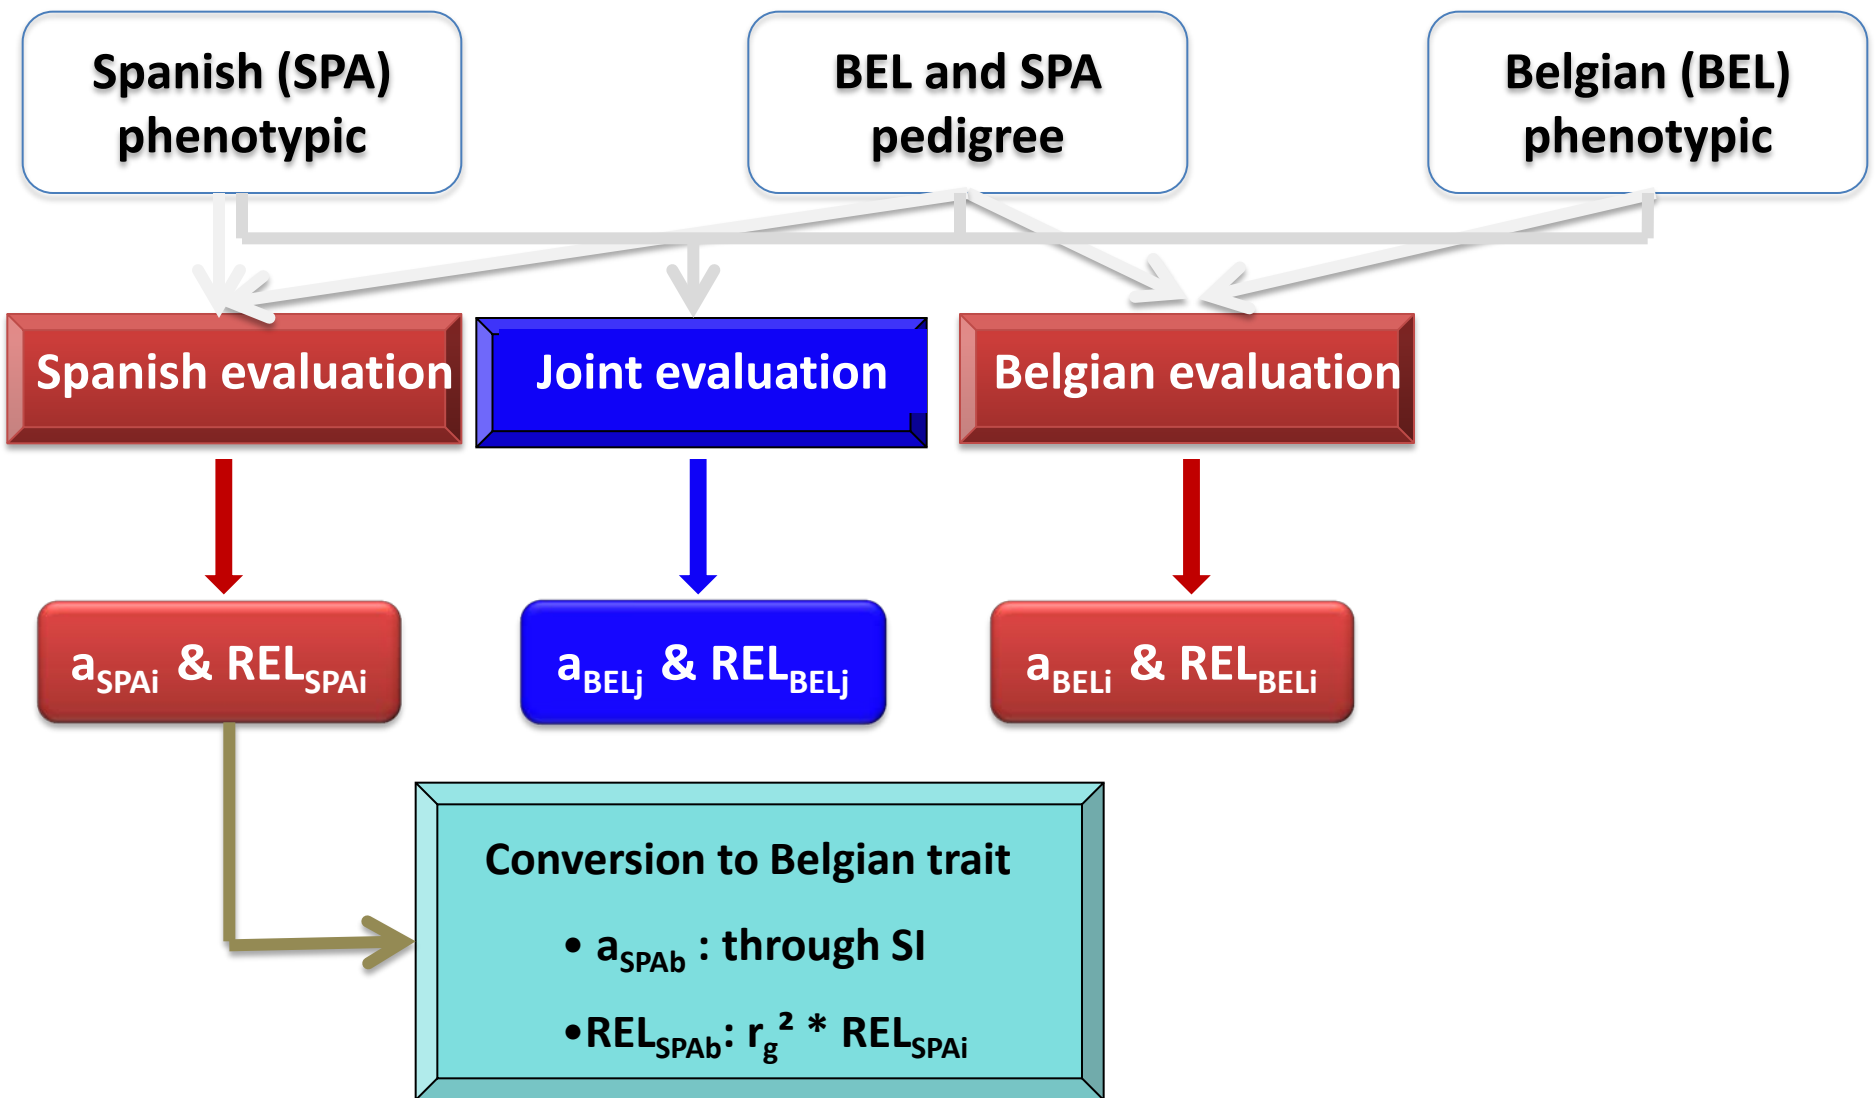 Spanish (SPA)
phenotypic
BEL and SPA
pedigree
Belgian (BEL)
phenotypic
Spanish evaluation
Joint evaluation
Belgian evaluation
aSPAi & RELSPAi
aBELj & RELBELj
aBELi & RELBELi
Conversion to Belgian trait
• aSPAb : through SI
•RELSPAb: rg² * RELSPAi